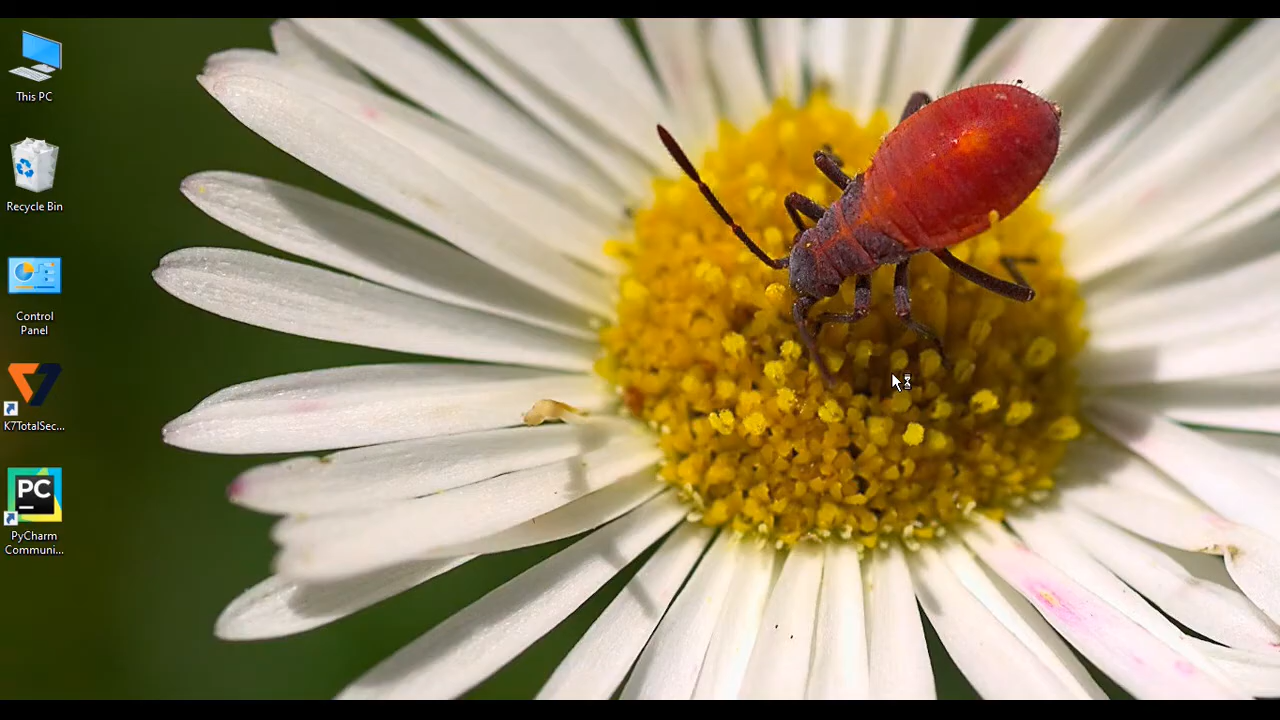 This PC
Recycle Bin
Control
Panel
K7TotalSec...
PC
PyCharm
Communi...